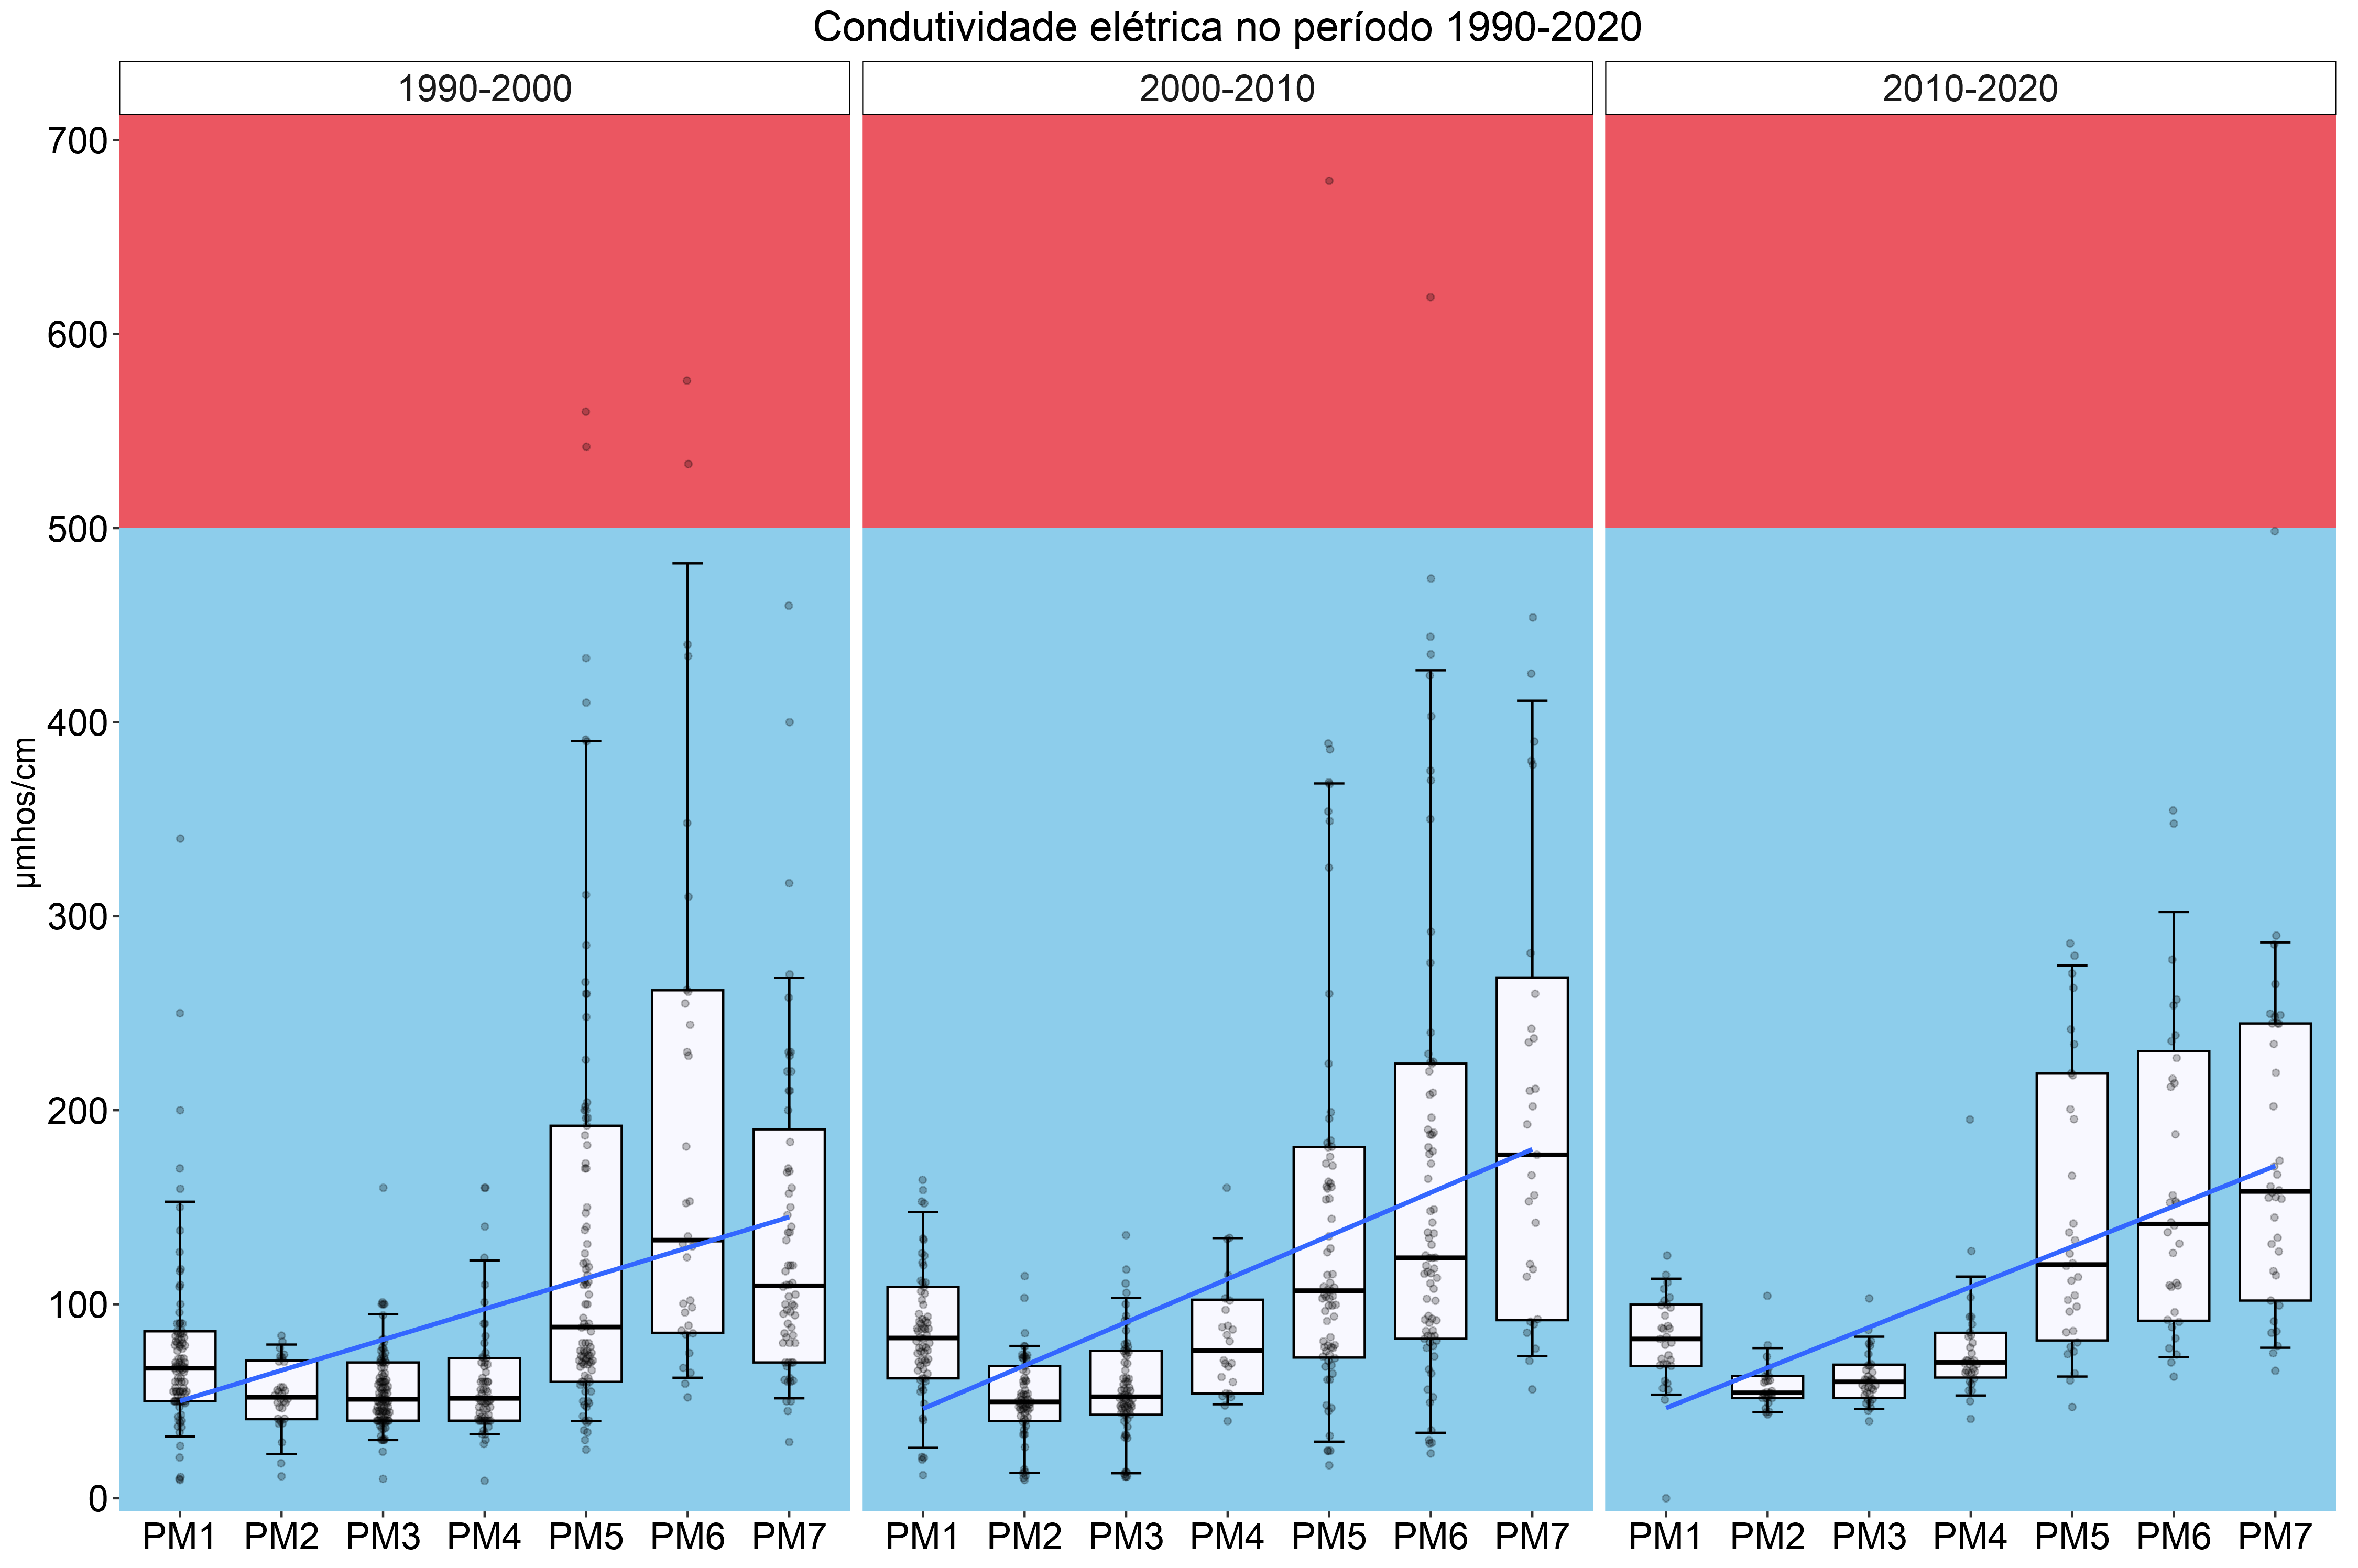 Condutividade elétrica no período 1990-2020
1990-2000
2000-2010
2010-2020
700
600
500
400
300
200
100
0
µmhos/cm
PM1 PM2 PM3 PM4 PM5 PM6 PM7
PM1 PM2 PM3 PM4 PM5 PM6 PM7
PM1 PM2 PM3 PM4 PM5 PM6 PM7